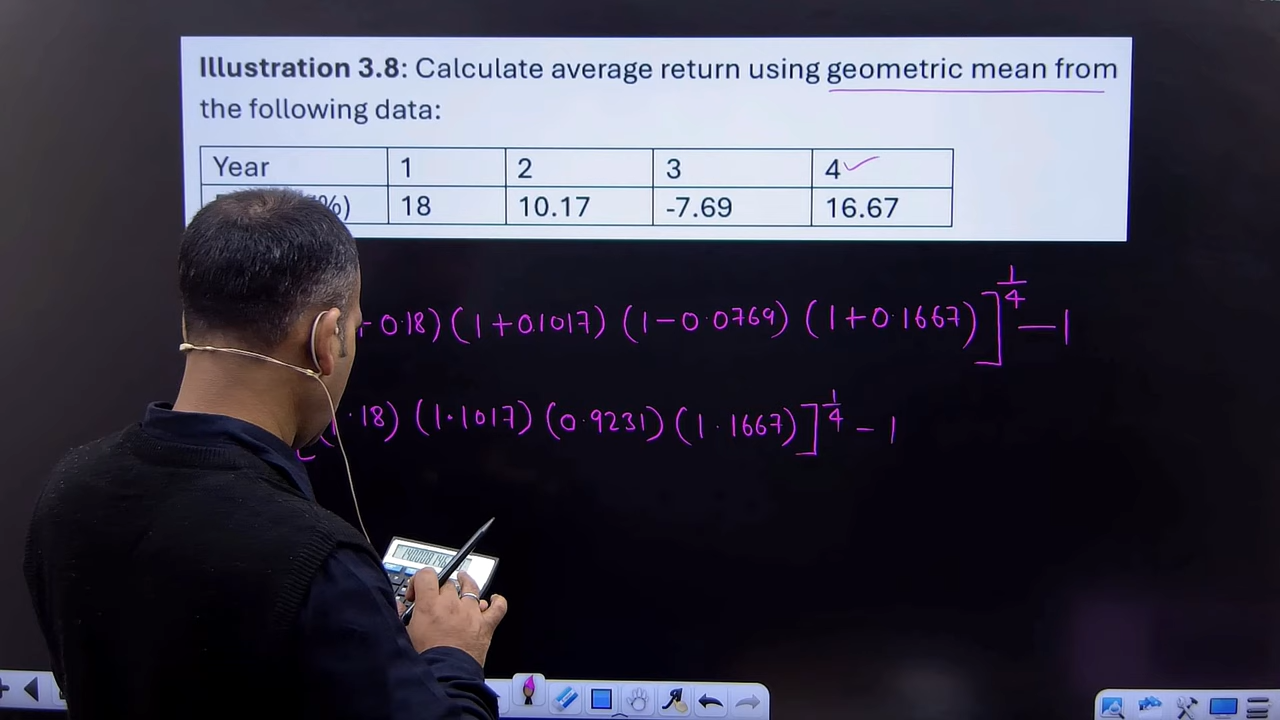 Illustration 3.8: Calculate average return using geometric mean from
the following data:
Year 1 2 3 4
%) 18 10.17 -7.69 16.67
0.18) (1+0.1017) (1-0.0769) (1+0.1667)]^1/4 -1
.18) (1.1017) (0.9231) (1.1667)]^1/4 - 1